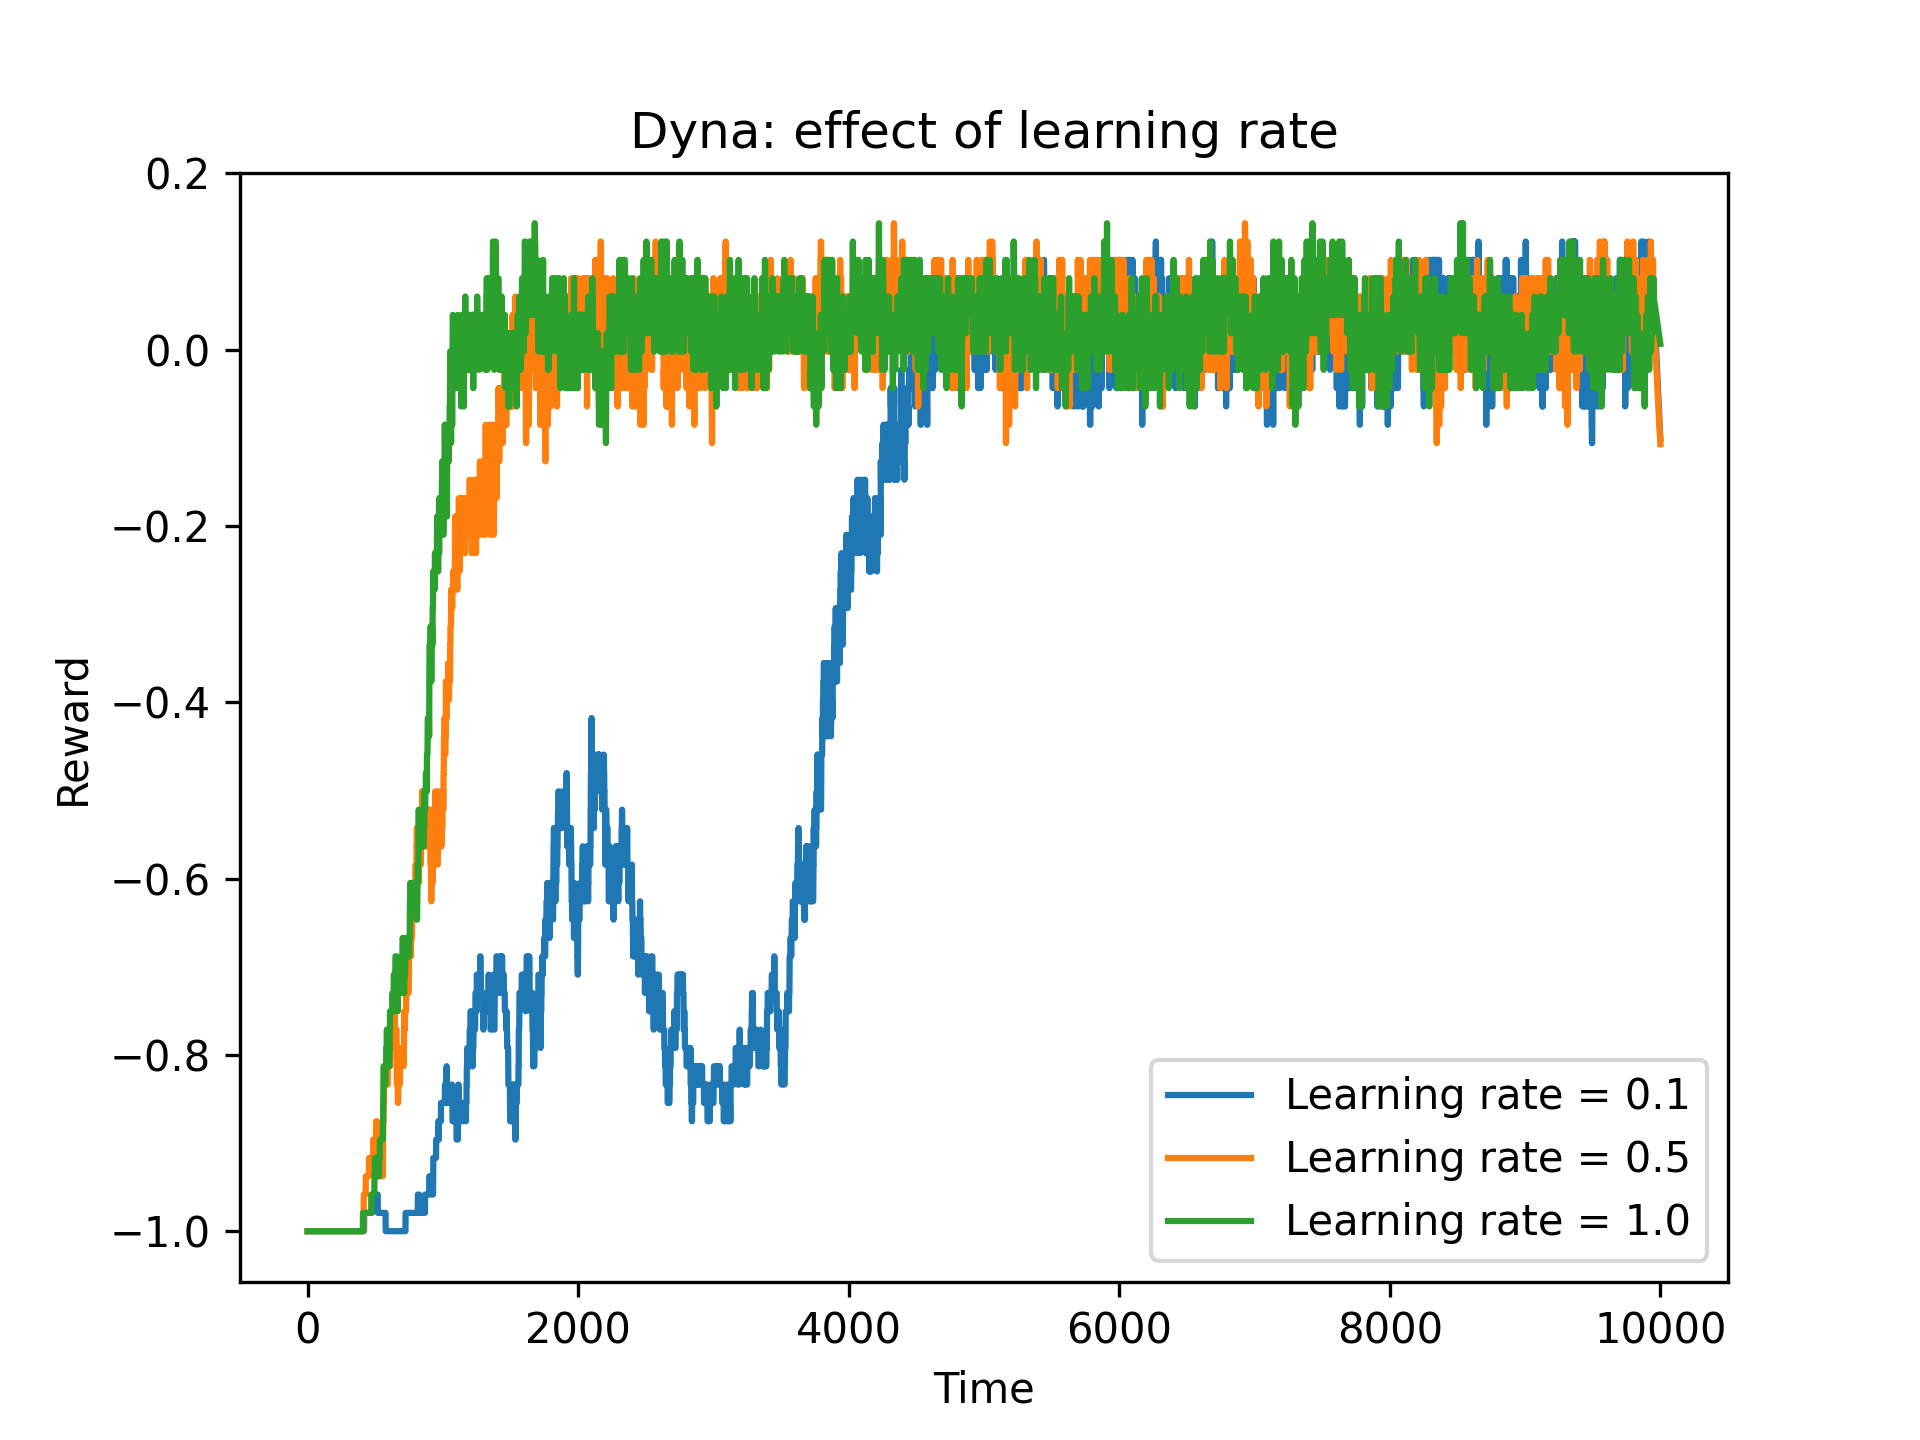 Dyna: effect of learning rate
0.2
0.0
−0.2
−0.4
−0.6
−0.8
−1.0
Reward
Learning rate = 0.1
Learning rate = 0.5
Learning rate = 1.0
0 2000 4000 6000 8000 10000
Time